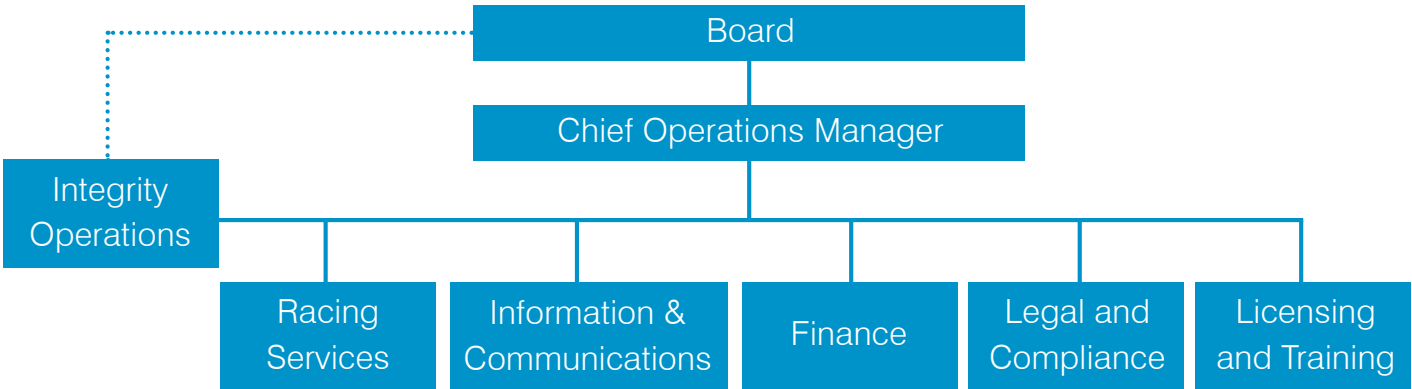 Board
Chief Operations Manager
Integrity
Operations
Racing
Services
Information &
Communications
Finance
Legal and
Compliance
Licensing
and Training